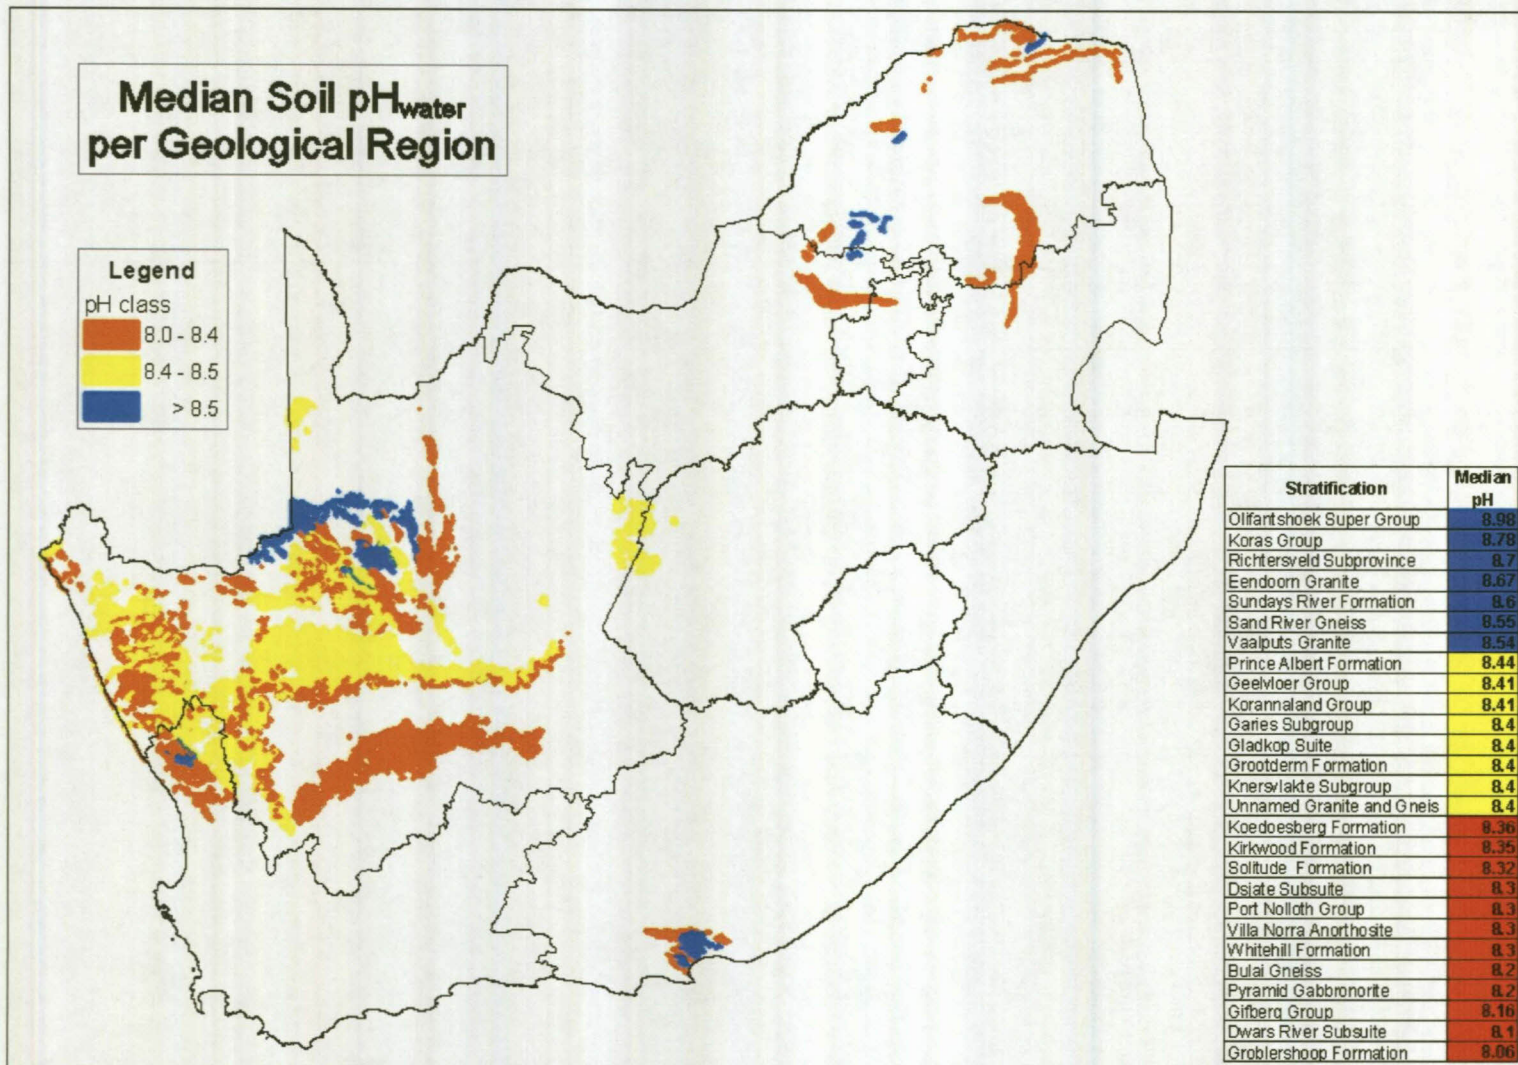 Median Soil pHwater
per Geological Region
Legend
pH class
8.0 - 8.4
8.4 - 8.5
> 8.5
Stratification Median pH
Olifantshoek Super Group 8.98
Koras Group 8.78
Richtersveld Subprovince 8.7
Eendoorn Granite 8.67
Sundays River Formation 8.6
Sand River Gneiss 8.55
Vaalputs Granite 8.54
Prince Albert Formation 8.44
Geelvloer Group 8.41
Korannaland Group 8.41
Garies Subgroup 8.4
Gladkop Suite 8.4
Grootderm Formation 8.4
Knersvlakte Subgroup 8.4
Unnamed Granite and Gneis 8.4
Koedoesberg Formation 8.36
Kirkwood Formation 8.35
Solitude Formation 8.32
Dsiate Subsuite 8.3
Port Nolloth Group 8.3
Villa Norra Anorthosite 8.3
Whitehill Formation 8.3
Bulai Gneiss 8.2
Pyramid Gabbronorite 8.2
Gifberg Group 8.16
Dwars River Subsuite 8.1
Groblershoop Formation 8.06